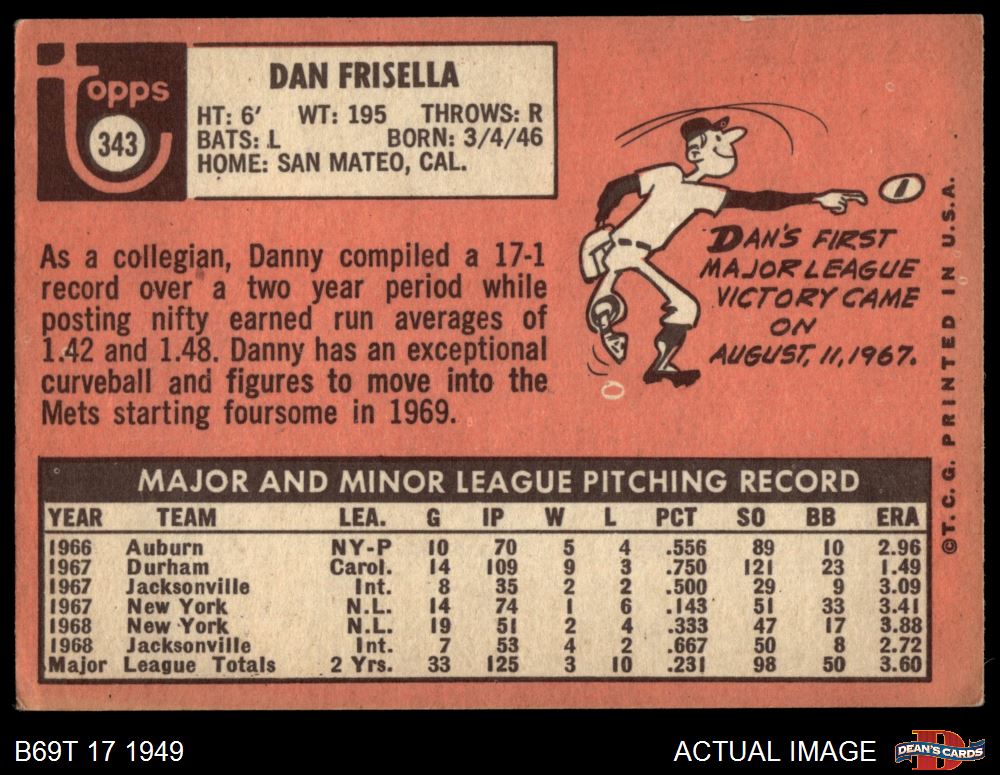 topps
343
DAN FRISELLA
HT: 6' WT: 195 THROWS: R
BATS: L BORN: 3/4/46
HOME: SAN MATEO, CAL.
As a collegian, Danny compiled a 17-1
record over a two year period while
posting nifty earned run averages of
1.42 and 1.48. Danny has an exceptional
curveball and figures to move into the
Mets starting foursome in 1969.
DAN'S FIRST
MAJOR LEAGUE
VICTORY CAME
ON
AUGUST, 11, 1967.
©T. C. G. PRINTED IN U.S.A.
MAJOR AND MINOR LEAGUE PITCHING RECORD
YEAR TEAM LEA. G IP W L PCT SO BB ERA
1966 Auburn NY-P 10 70 5 4 .556 89 10 2.96
1967 Durham Carol. 14 109 9 3 .750 121 23 1.49
1967 Jacksonville Int. 8 35 2 2 .500 29 9 3.09
1967 New York N.L. 14 74 1 6 .143 51 33 3.41
1968 New York N.L. 19 51 2 4 .333 47 17 3.88
1968 Jacksonville Int. 7 53 4 2 .667 50 8 2.72
Major League Totals 2 Yrs. 33 125 3 10 .231 98 50 3.60
B69T 17 1949
ACTUAL IMAGE
D
DEAN'S CARDS